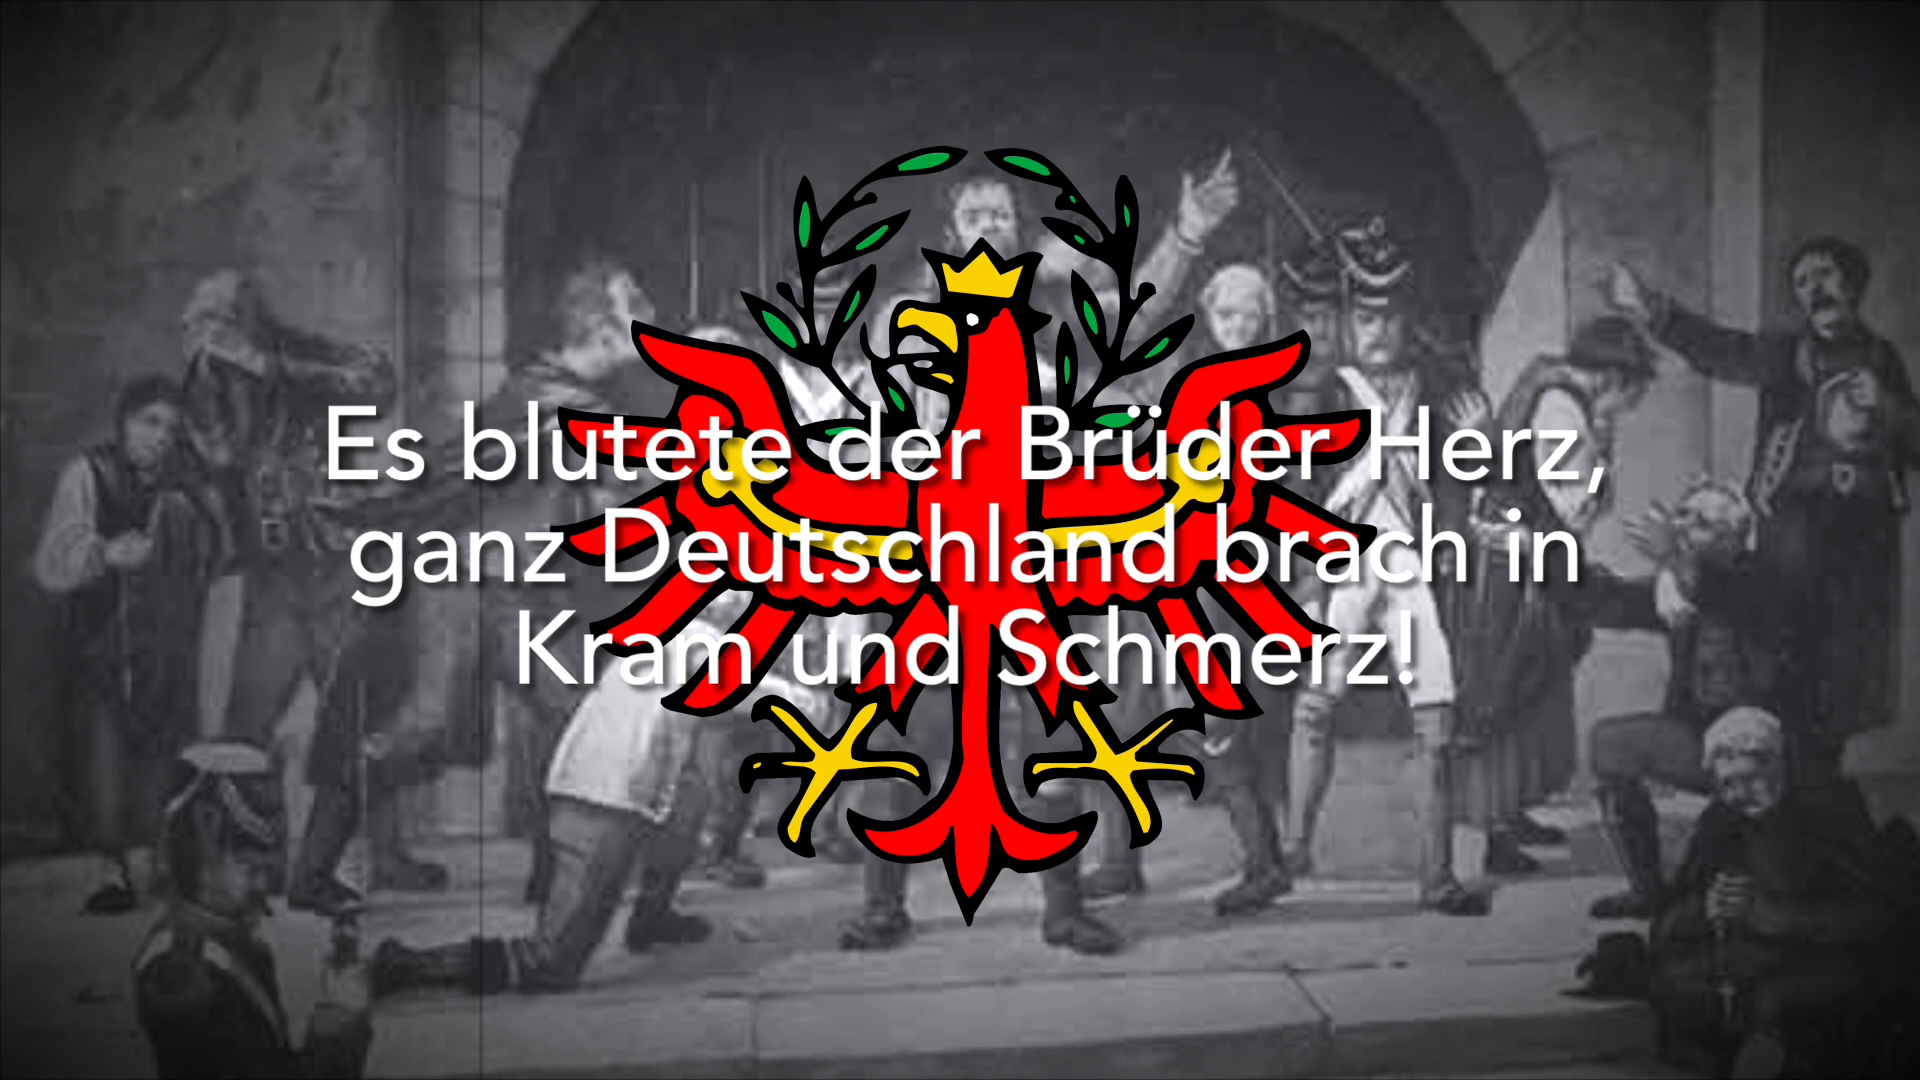 Es blutete der Brüder Herz,
ganz Deutschland brach in
Kram und Schmerz!